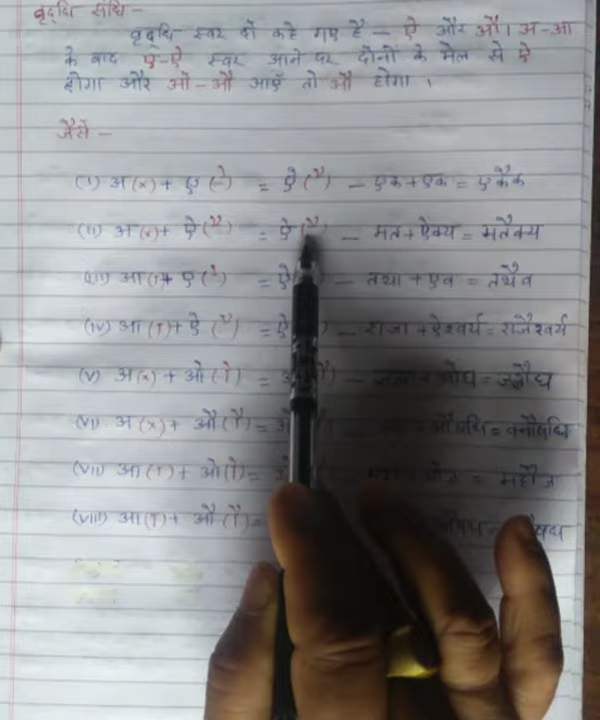 वृद्धि संधि -
वृद्धि स्वर दो कहे गए है - ऐ और औ। अ-आ
के बाद ए-ऐ स्वर आने पर दोनों के मेल से ऐ
होगा और ओ-औ आएँ तो औ होगा।
जैसे -
(i) अ(x) + ए(े) = ऐ(ै) - एक+एक = एकैक
(ii) अ(x) + ऐ(ै) = ऐ(ै) - मत+ऐक्य = मतैक्य
(iii) आ(ा) + ए(े) = ऐ - तथा+एव = तथैव
(iv) आ(ा) + ऐ(ै) = ऐ - राजा+ऐश्वर्य = राजैश्वर्य
(v) अ(x) + ओ(ो) = ओघ = जलौघ
(vi) अ(x) + औ(ौ) = औषधि = वनौषधि
(vii) आ(ा) + ओ(ो) = = महौज
(viii) आ(ा) + औ(ौ) =